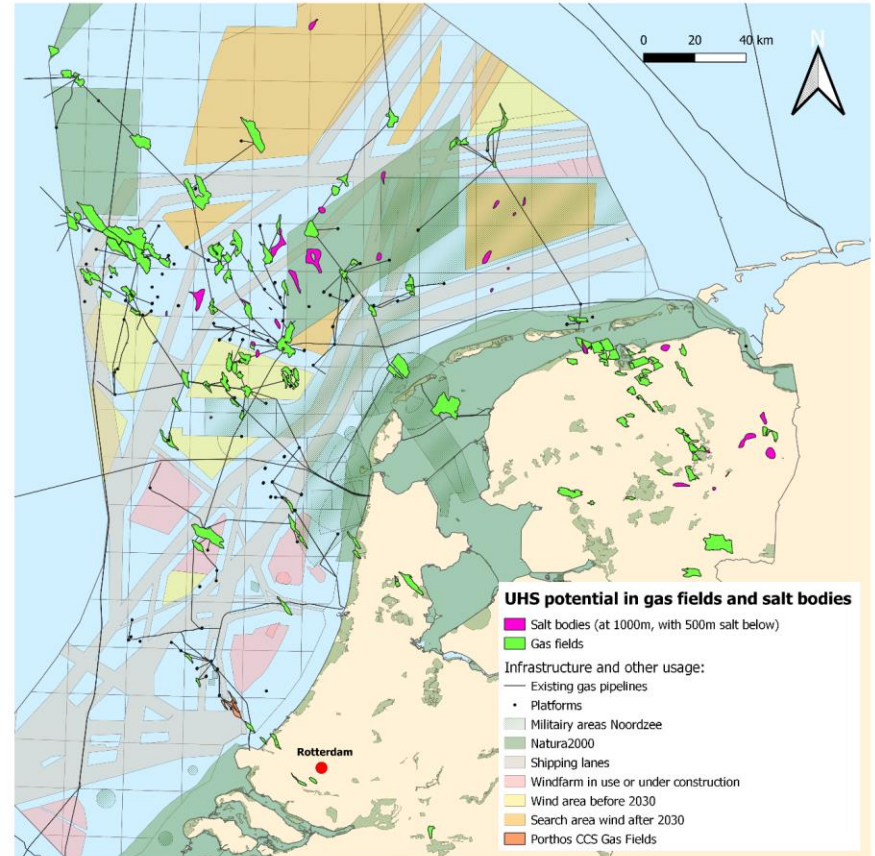 N
0 20 40 km
Rotterdam
UHS potential in gas fields and salt bodies
Salt bodies (at 1000m, with 500m salt below)
Gas fields
Infrastructure and other usage:
Existing gas pipelines
Platforms
Militairy areas Noordzee
Natura2000
Shipping lanes
Windfarm in use or under construction
Wind area before 2030
Search area wind after 2030
Porthos CCS Gas Fields